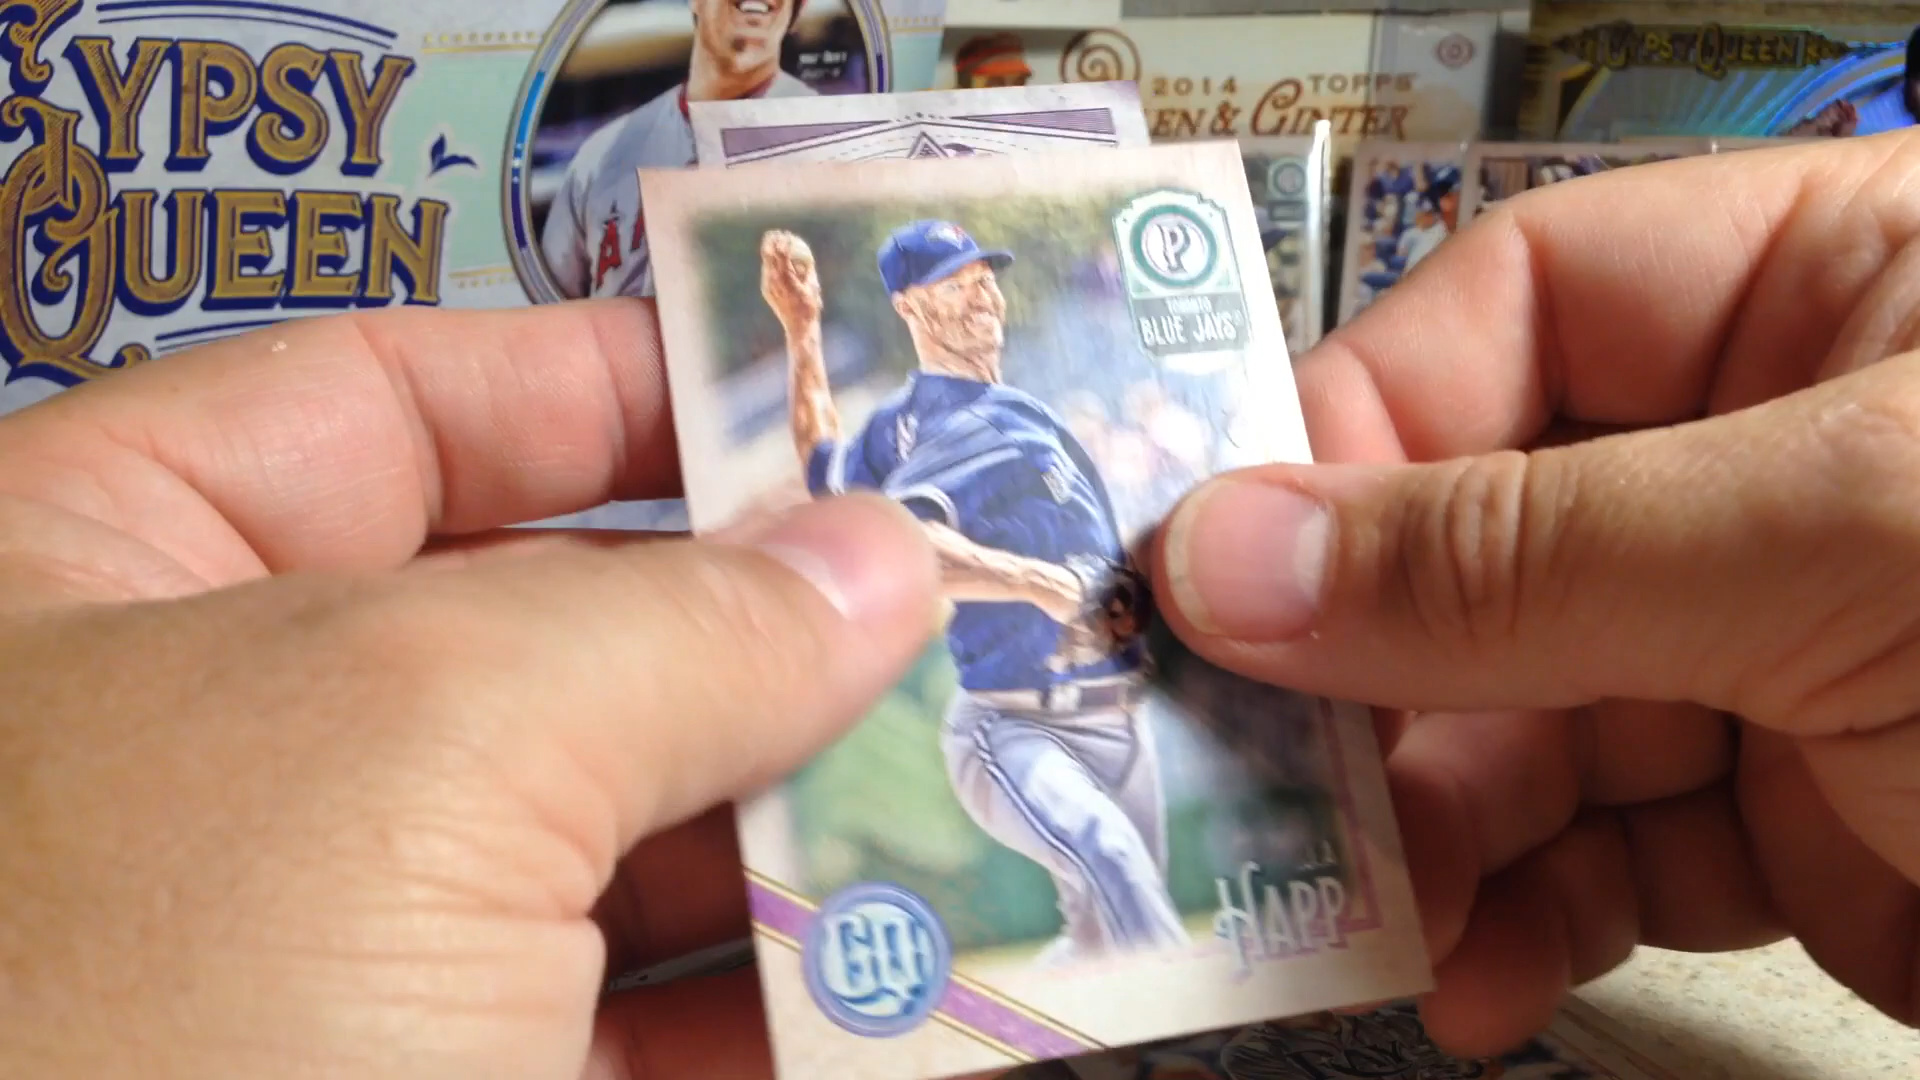 GYPSY
QUEEN
2014 TOPPS
EN & GINTER
GYPSY QUEEN
P
TORONTO
BLUE JAYS
HAPP
GQ